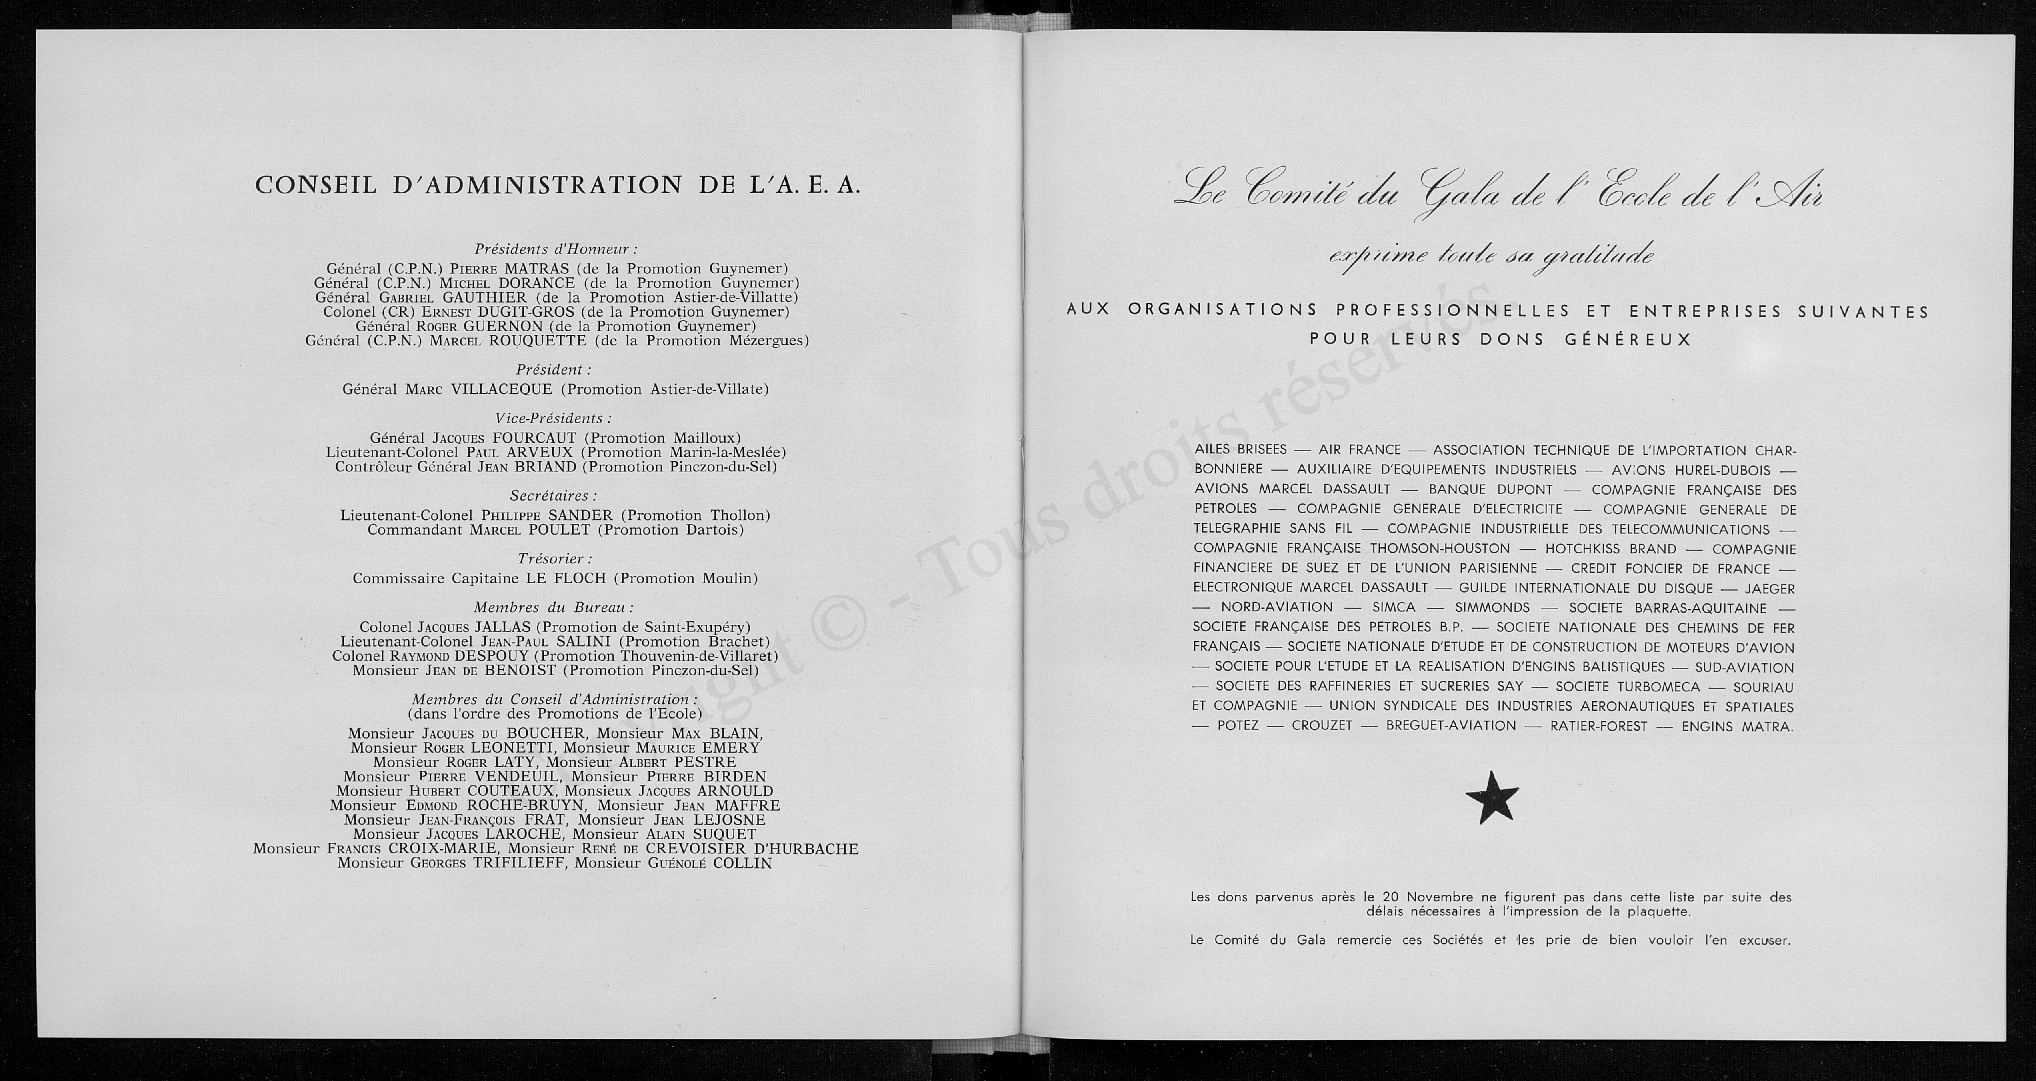 CONSEIL D'ADMINISTRATION DE L'A. E. A.
Présidents d'Honneur :
Général (C.P.N.) PIERRE MATRAS (de la Promotion Guynemer)
Général (C.P.N.) MICHEL DORANCE (de la Promotion Guynemer)
Général GABRIEL GAUTHIER (de la Promotion Astier-de-Villatte)
Colonel (CR) ERNEST DUGIT-GROS (de la Promotion Guynemer)
Général ROGER GUERNON (de la Promotion Guynemer)
Général (C.P.N.) MARCEL ROUQUETTE (de la Promotion Mézergues)
Président :
Général MARC VILLACEQUE (Promotion Astier-de-Villate)
Vice-Présidents :
Général JACQUES FOURCAUT (Promotion Mailloux)
Lieutenant-Colonel PAUL ARVEUX (Promotion Marin-la-Meslée)
Contrôleur Général JEAN BRIAND (Promotion Pinczon-du-Sel)
Secrétaires :
Lieutenant-Colonel PHILIPPE SANDER (Promotion Thollon)
Commandant MARCEL POULET (Promotion Dartois)
Trésorier :
Commissaire Capitaine LE FLOCH (Promotion Moulin)
Membres du Bureau :
Colonel JACQUES JALLAS (Promotion de Saint-Exupéry)
Lieutenant-Colonel JEAN-PAUL SALINI (Promotion Brachet)
Colonel RAYMOND DESPOUY (Promotion Thouvenin-de-Villaret)
Monsieur JEAN DE BENOIST (Promotion Pinczon-du-Sel)
Membres du Conseil d'Administration :
(dans l'ordre des Promotions de l'Ecole)
Monsieur JACQUES DU BOUCHER, Monsieur MAX BLAIN,
Monsieur ROGER LEONETTI, Monsieur MAURICE EMERY
Monsieur ROGER LATY, Monsieur ALBERT PESTRE
Monsieur PIERRE VENDEUIL, Monsieur PIERRE BIRDEN
Monsieur HUBERT COUTEAUX, Monsieux JACQUES ARNOULD
Monsieur EDMOND ROCHE-BRUYN, Monsieur JEAN MAFFRE
Monsieur JEAN-FRANÇOIS FRAT, Monsieur JEAN LEJOSNE
Monsieur JACQUES LAROCHE, Monsieur ALAIN SUQUET
Monsieur FRANCIS CROIX-MARIE, Monsieur RENÉ DE CREVOISIER D'HURBACHE
Monsieur GEORGES TRIFILIEFF, Monsieur GUÉNOLÉ COLLIN
Le Comité du Gala de l'Ecole de l'Air
exprime toute sa gratitude
AUX ORGANISATIONS PROFESSIONNELLES ET ENTREPRISES SUIVANTES
POUR LEURS DONS GÉNÉREUX
AILES BRISEES — AIR FRANCE — ASSOCIATION TECHNIQUE DE L'IMPORTATION CHAR-
BONNIERE — AUXILIAIRE D'EQUIPEMENTS INDUSTRIELS — AVIONS HUREL-DUBOIS —
AVIONS MARCEL DASSAULT — BANQUE DUPONT — COMPAGNIE FRANÇAISE DES
PETROLES — COMPAGNIE GENERALE D'ELECTRICITE — COMPAGNIE GENERALE DE
TELEGRAPHIE SANS FIL — COMPAGNIE INDUSTRIELLE DES TELECOMMUNICATIONS —
COMPAGNIE FRANÇAISE THOMSON-HOUSTON — HOTCHKISS BRAND — COMPAGNIE
FINANCIERE DE SUEZ ET DE L'UNION PARISIENNE — CREDIT FONCIER DE FRANCE —
ELECTRONIQUE MARCEL DASSAULT — GUILDE INTERNATIONALE DU DISQUE — JAEGER
— NORD-AVIATION — SIMCA — SIMMONDS — SOCIETE BARRAS-AQUITAINE —
SOCIETE FRANÇAISE DES PETROLES B.P. — SOCIETE NATIONALE DES CHEMINS DE FER
FRANÇAIS — SOCIETE NATIONALE D'ETUDE ET DE CONSTRUCTION DE MOTEURS D'AVION
— SOCIETE POUR L'ETUDE ET LA REALISATION D'ENGINS BALISTIQUES — SUD-AVIATION
— SOCIETE DES RAFFINERIES ET SUCRERIES SAY — SOCIETE TURBOMECA — SOURIAU
ET COMPAGNIE — UNION SYNDICALE DES INDUSTRIES AERONAUTIQUES ET SPATIALES
— POTEZ — CROUZET — BREGUET-AVIATION — RATIER-FOREST — ENGINS MATRA.
Les dons parvenus après le 20 Novembre ne figurent pas dans cette liste par suite des
délais nécessaires à l'impression de la plaquette.
Le Comité du Gala remercie ces Sociétés et les prie de bien vouloir l'en excuser.
Copyright © - Tous droits réservés.